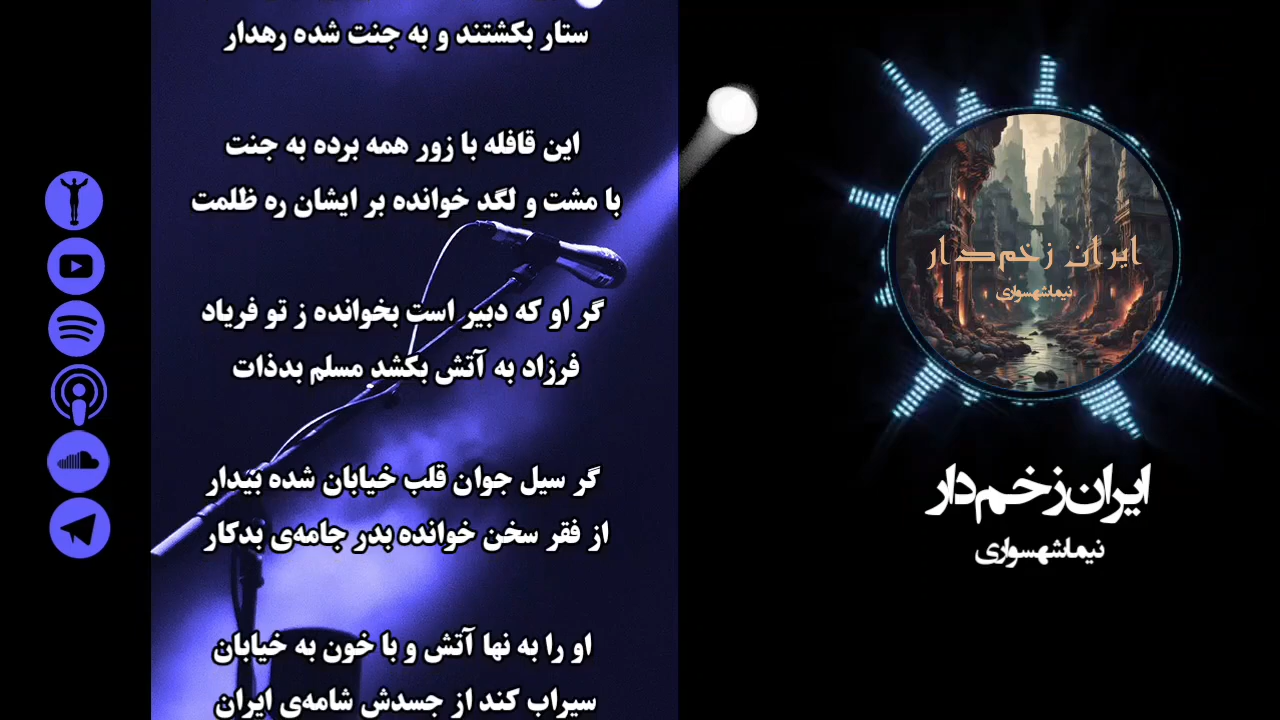 ستار بکشتند و به جنت شده رهدار
این قافله با زور همه برده به جنت
با مشت و لگد خوانده بر ایشان ره ظلمت
گر او که دبیر است بخوانده ز تو فریاد
فرزاد به آتش بکشد مسلم بدذات
گر سیل جوان قلب خیابان شده بیدار
از فقر سخن خوانده بدر جامه‌ی بدکار
او را به نها آتش و با خون به خیابان
سیراب کند از جسدش شامه‌ی ایران
ایران زخم‌دار
نیماشهسواری
ایران زخم‌دار
نیماشهسواری